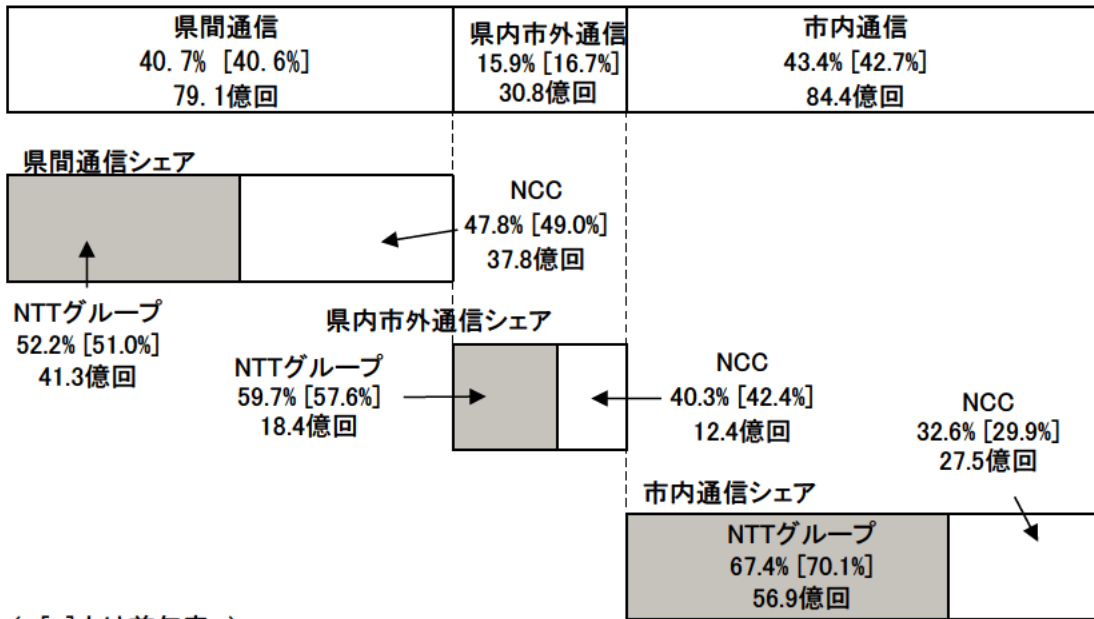 県間通信
40.7% [40.6%]
79.1億回
県内市外通信
15.9% [16.7%]
30.8億回
市内通信
43.4% [42.7%]
84.4億回
県間通信シェア
NCC
47.8% [49.0%]
37.8億回
NTTグループ
52.2% [51.0%]
41.3億回
県内市外通信シェア
NTTグループ
59.7% [57.6%]
18.4億回
NCC
40.3% [42.4%]
12.4億回
NCC
32.6% [29.9%]
27.5億回
市内通信シェア
NTTグループ
67.4% [70.1%]
56.9億回